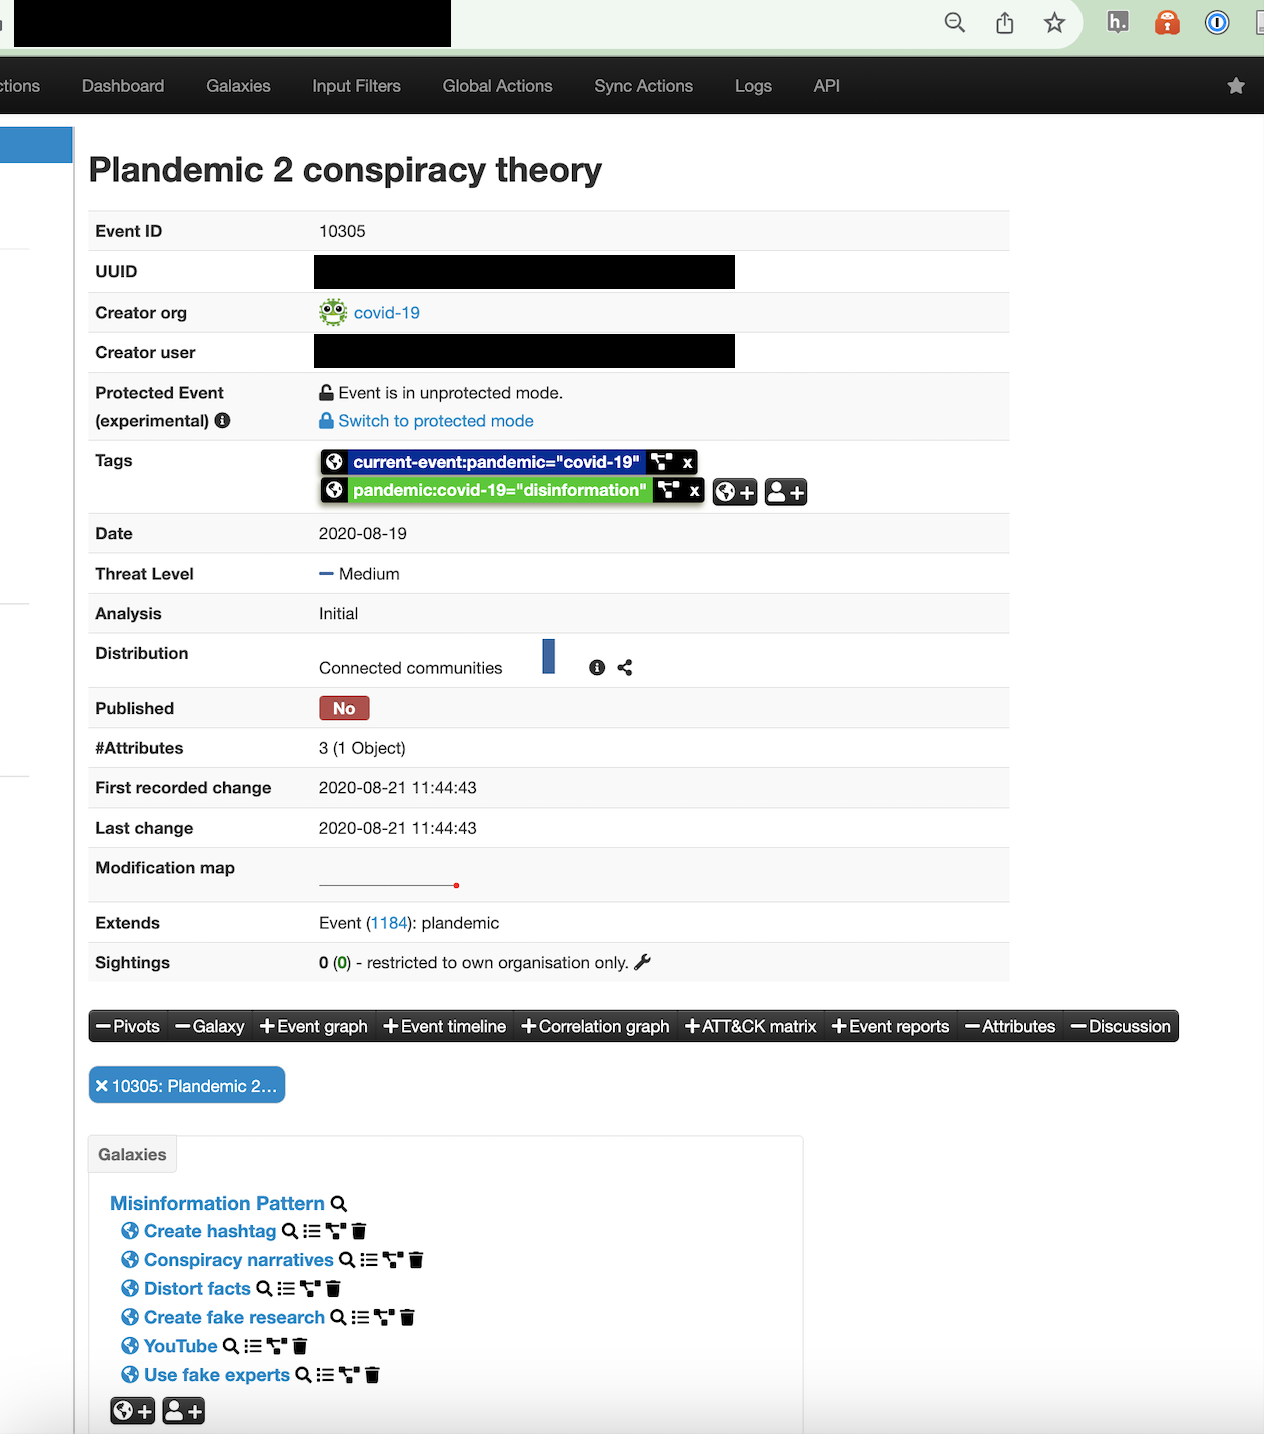 h.
ctions Dashboard Galaxies Input Filters Global Actions Sync Actions Logs API
Plandemic 2 conspiracy theory
Event ID 10305
UUID
Creator org covid-19
Creator user
Protected Event Event is in unprotected mode.
(experimental) Switch to protected mode
Tags current-event:pandemic="covid-19" x
pandemic:covid-19="disinformation" x + +
Date 2020-08-19
Threat Level Medium
Analysis Initial
Distribution Connected communities
Published No
#Attributes 3 (1 Object)
First recorded change 2020-08-21 11:44:43
Last change 2020-08-21 11:44:43
Modification map
Extends Event (1184): plandemic
Sightings 0 (0) - restricted to own organisation only.
−Pivots −Galaxy +Event graph +Event timeline +Correlation graph +ATT&CK matrix +Event reports −Attributes −Discussion
× 10305: Plandemic 2...
Galaxies
Misinformation Pattern
Create hashtag
Conspiracy narratives
Distort facts
Create fake research
YouTube
Use fake experts
+ +